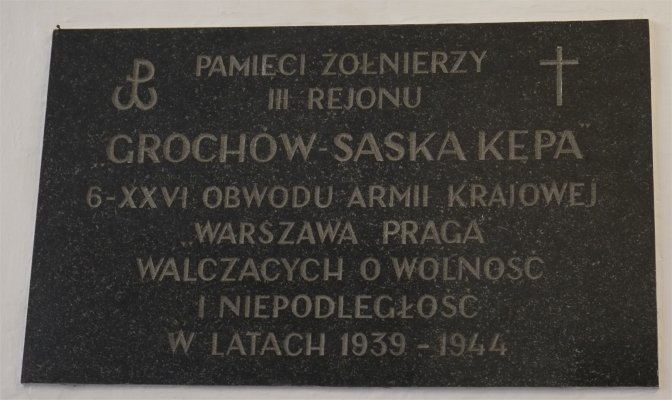 PAMIĘCI ŻOŁNIERZY
III REJONU
„GROCHÓW-SASKA KĘPA"
6-XXVI OBWODU ARMII KRAJOWEJ
„WARSZAWA PRAGA"
WALCZĄCYCH O WOLNOŚĆ
I NIEPODLEGŁOŚĆ
W LATACH 1939-1944